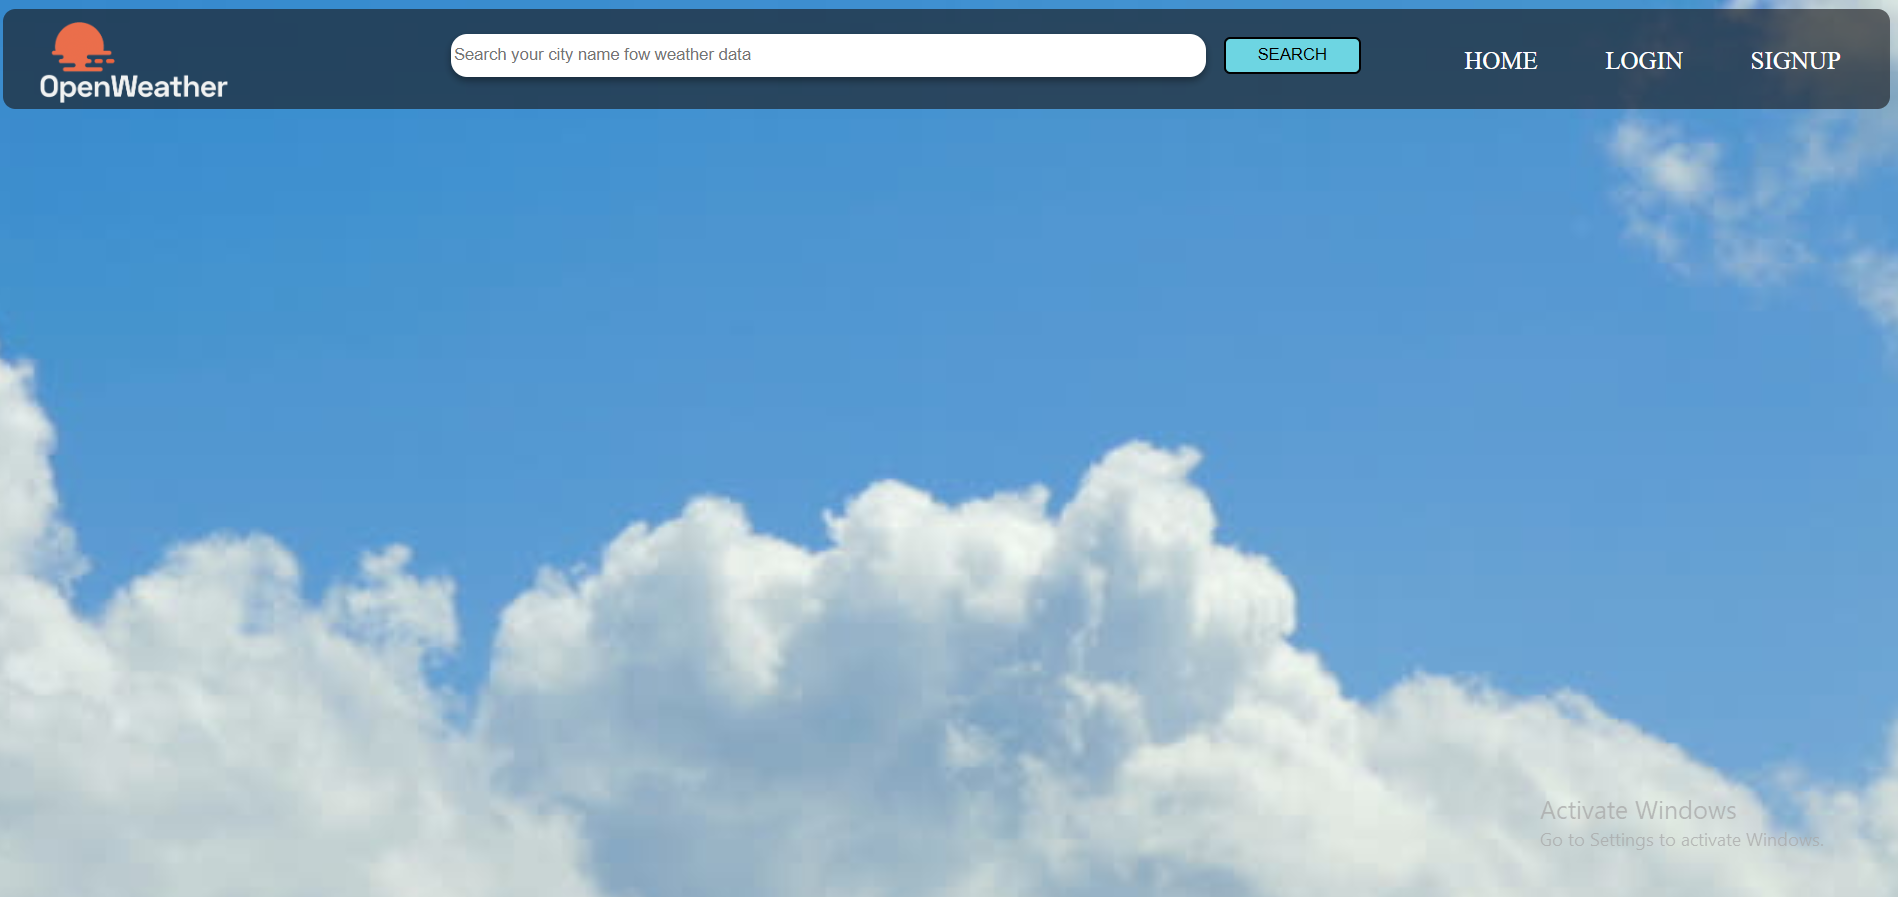 OpenWeather
Search your city name fow weather data
SEARCH
HOME
LOGIN
SIGNUP
Activate Windows
Go to Settings to activate Windows.